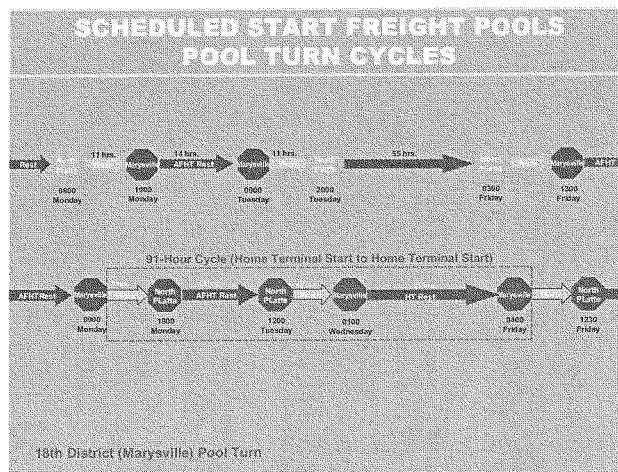 SCHEDULED START FREIGHT POOLS
POOL TURN CYCLES
11 hrs. 14 hrs. 11 hrs. 55 hrs.
Rest Marysville AFHT Rest Marysville Marysville AFHT
0800 Monday
1900 Monday
0900 Tuesday
2000 Tuesday
0300 Friday
1300 Friday
91-Hour Cycle (Home Terminal Start to Home Terminal Start)
AFHT Rest Marysville North PLatte AFHT Rest North PLatte Marysville HT Rest Marysville North PLatte
0900 Monday
1800 Monday
1200 Tuesday
0100 Wednesday
0400 Friday
1230 Friday
18th District (Marysville) Pool Turn